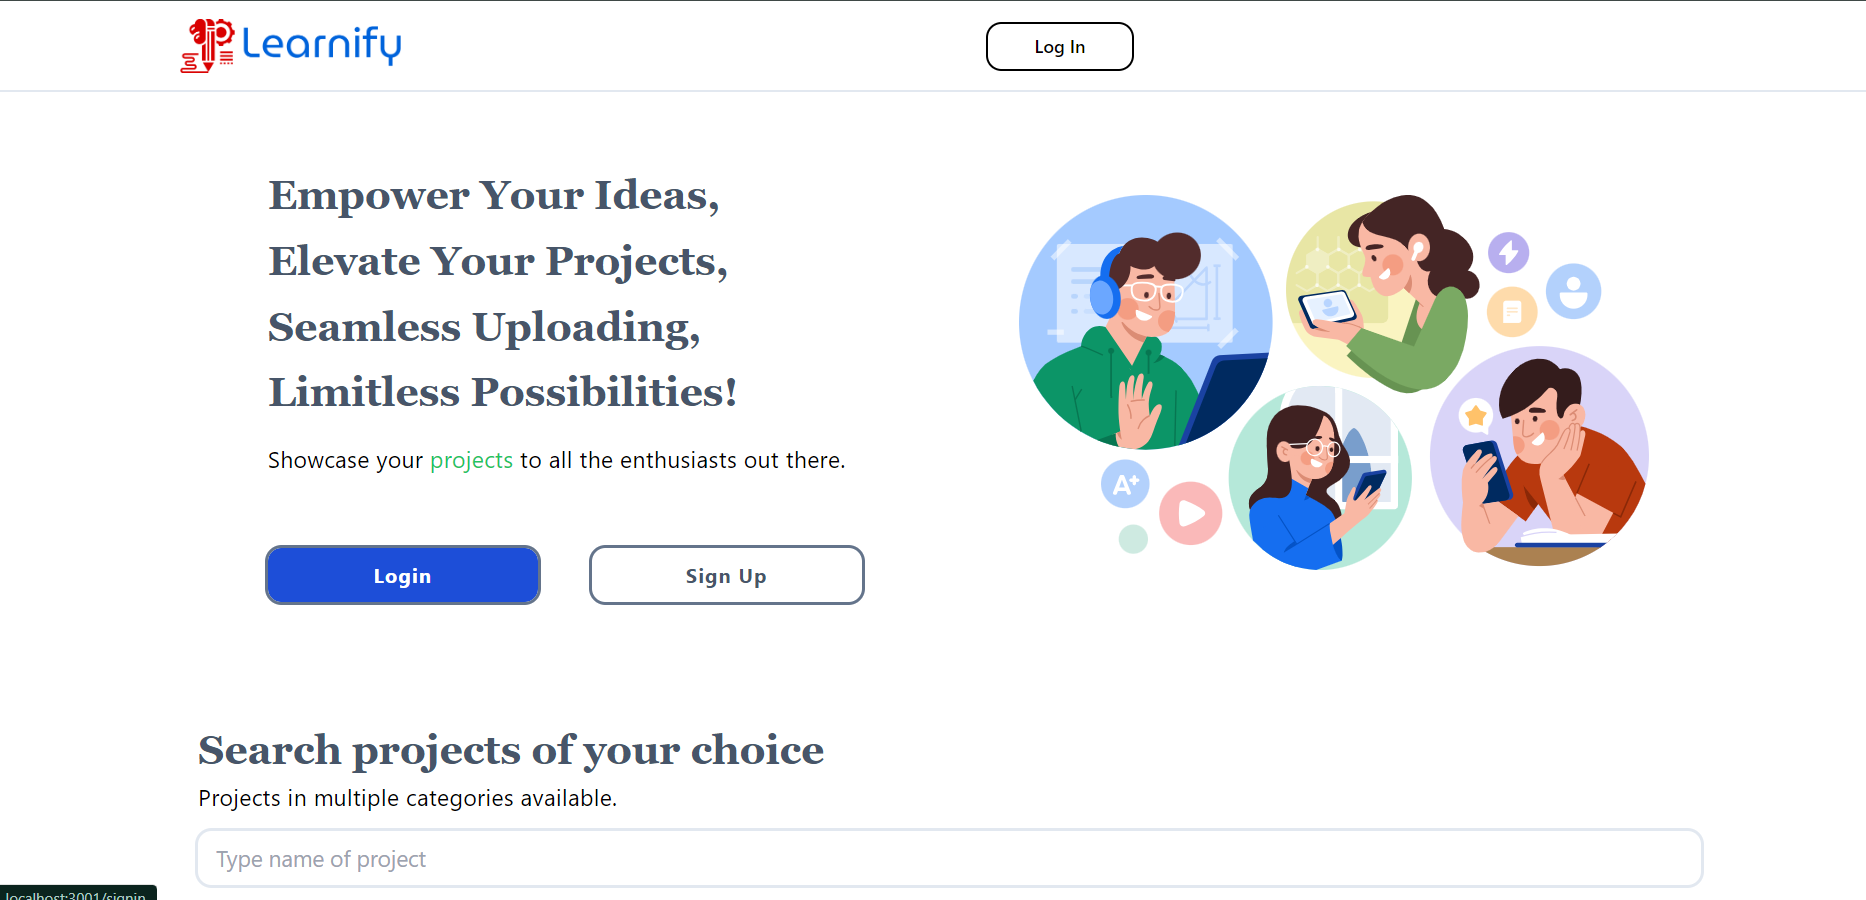 Learnify
Log In
Empower Your Ideas,
Elevate Your Projects,
Seamless Uploading,
Limitless Possibilities!
Showcase your projects to all the enthusiasts out there.
A+
Login
Sign Up
Search projects of your choice
Projects in multiple categories available.
Type name of project
localhost:3001/signin